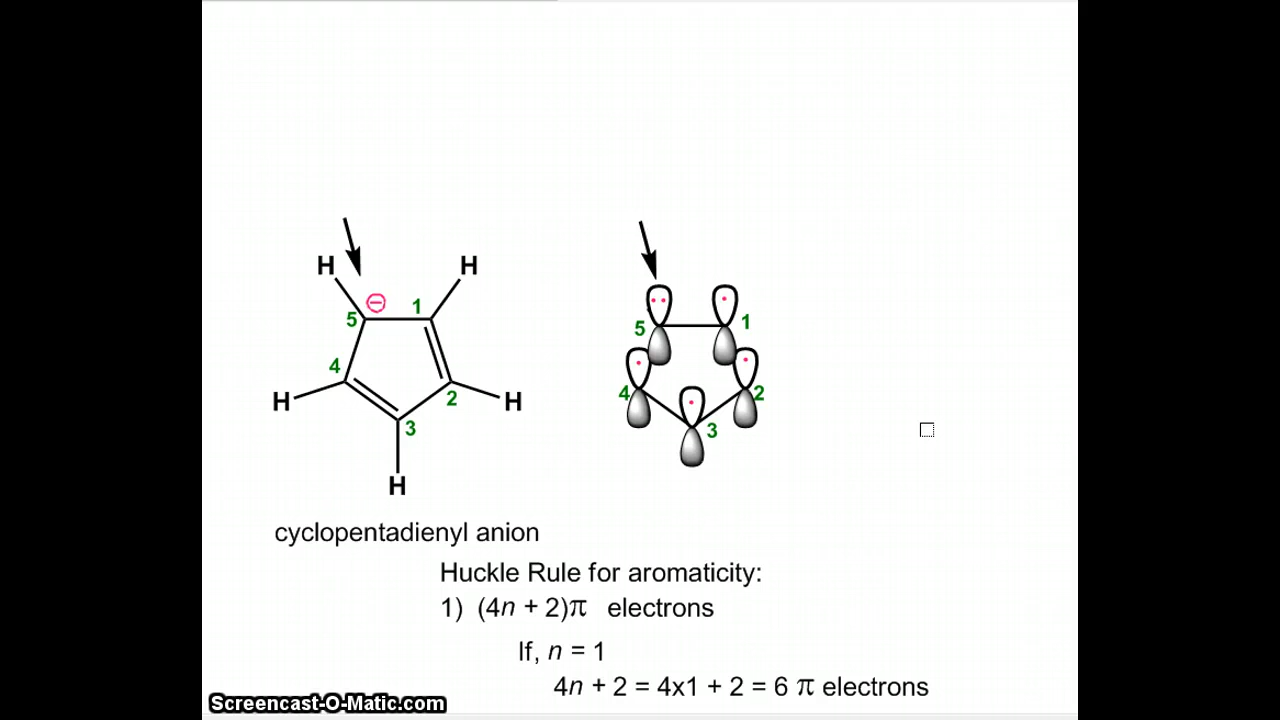 H H
⊖
5 1
4
2
H H
3
H
5 1
4 2
3
cyclopentadienyl anion
Huckle Rule for aromaticity:
1) (4n + 2)π electrons
If, n = 1
4n + 2 = 4x1 + 2 = 6 π electrons
Screencast-O-Matic.com